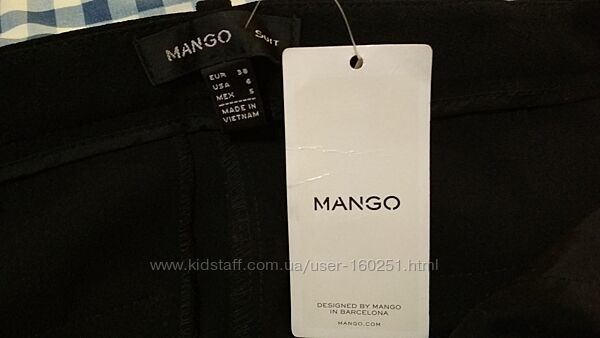 MANGO SUIT
EUR 38
USA 6
MEX S
MADE IN
VIETNAM
MANGO
www.kidstaff.com.ua/user-160251.html
DESIGNED BY MANGO
IN BARCELONA
MANGO.COM